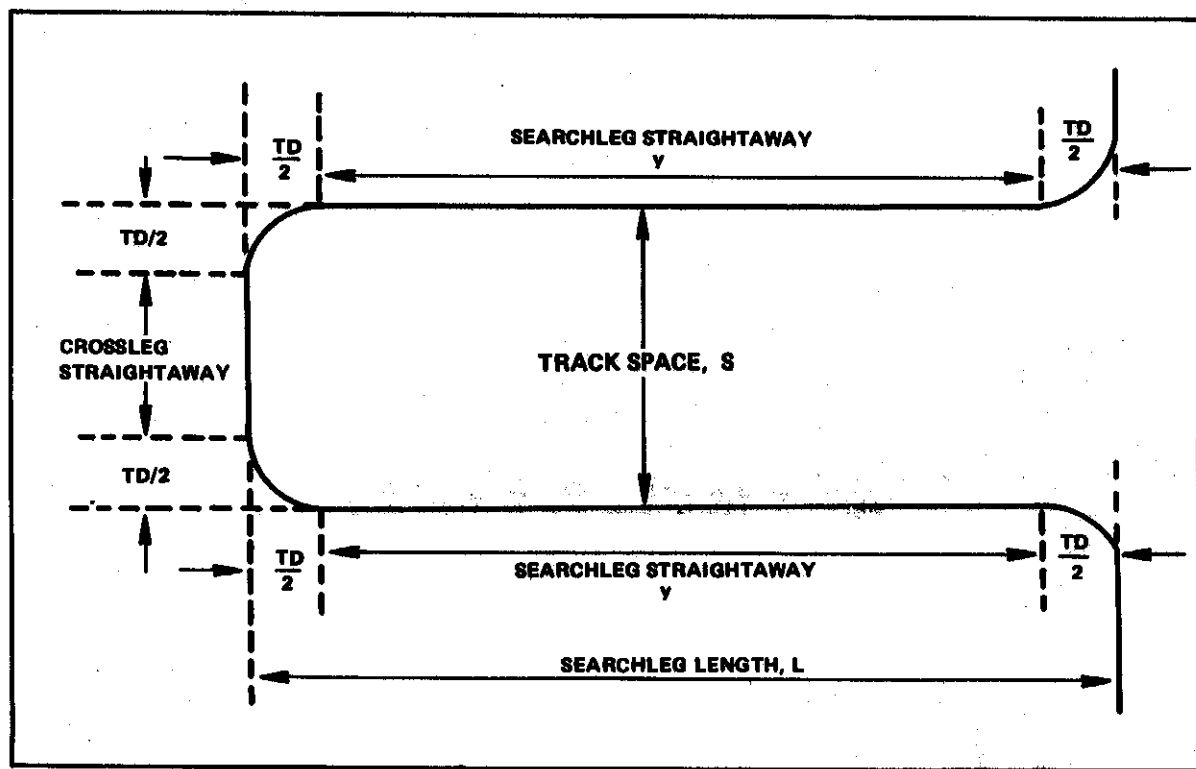 TD
2
SEARCHLEG STRAIGHTAWAY
y
TD
2
TD/2
CROSSLEG
STRAIGHTAWAY
TRACK SPACE, S
TD/2
TD
2
SEARCHLEG STRAIGHTAWAY
y
TD
2
SEARCHLEG LENGTH, L